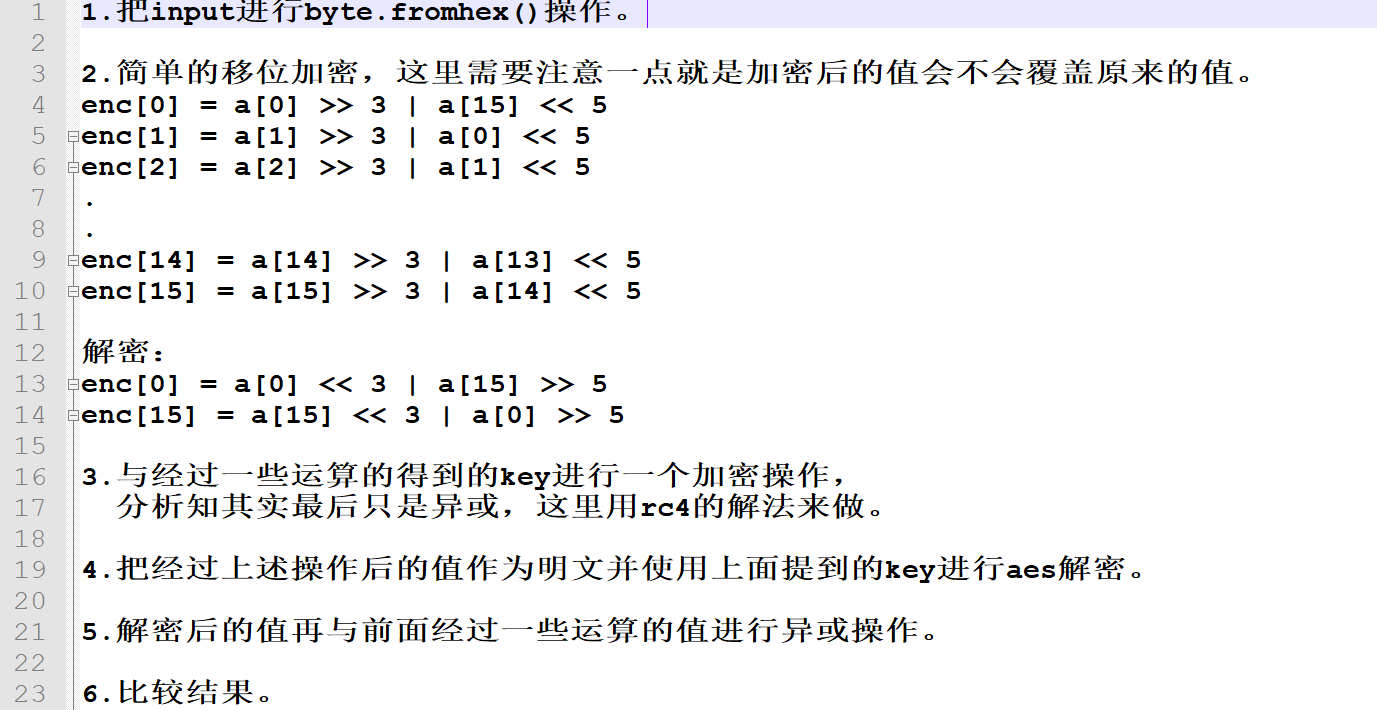 1 1.把input进行byte.fromhex()操作。
2
3 2.简单的移位加密，这里需要注意一点就是加密后的值会不会覆盖原来的值。
4 enc[0] = a[0] >> 3 | a[15] << 5
5 enc[1] = a[1] >> 3 | a[0] << 5
6 enc[2] = a[2] >> 3 | a[1] << 5
7 .
8 .
9 enc[14] = a[14] >> 3 | a[13] << 5
10 enc[15] = a[15] >> 3 | a[14] << 5
11
12 解密：
13 enc[0] = a[0] << 3 | a[15] >> 5
14 enc[15] = a[15] << 3 | a[0] >> 5
15
16 3.与经过一些运算的得到的key进行一个加密操作，
17 分析知其实最后只是异或，这里用rc4的解法来做。
18
19 4.把经过上述操作后的值作为明文并使用上面提到的key进行aes解密。
20
21 5.解密后的值再与前面经过一些运算的值进行异或操作。
22
23 6.比较结果。